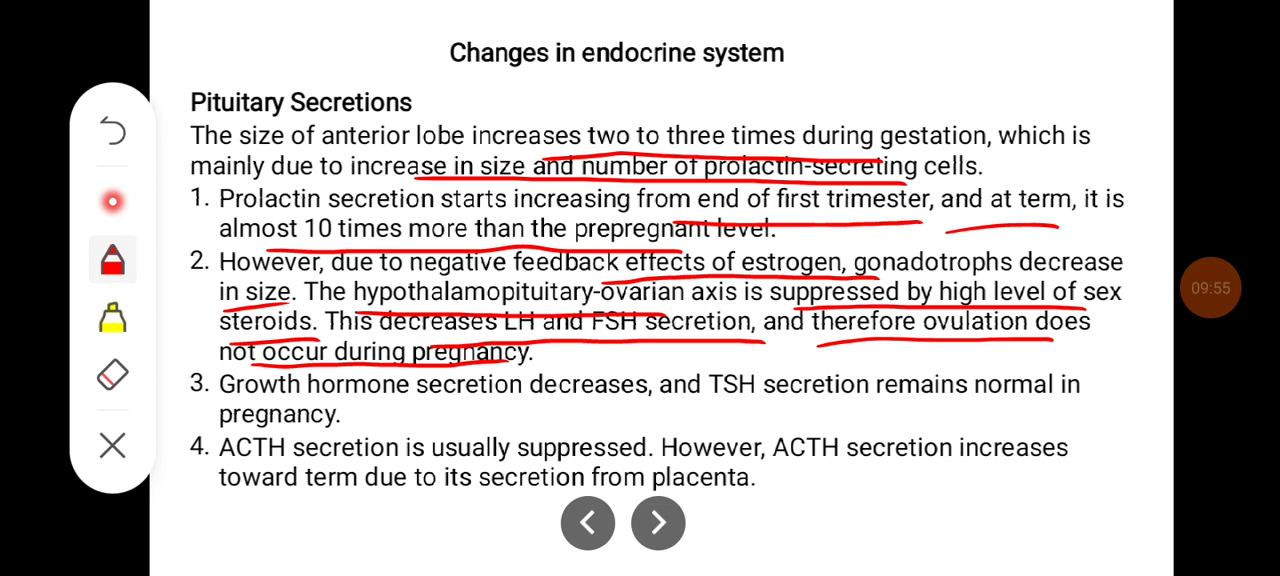 Changes in endocrine system
Pituitary Secretions
The size of anterior lobe increases two to three times during gestation, which is
mainly due to increase in size and number of prolactin-secreting cells.
1. Prolactin secretion starts increasing from end of first trimester, and at term, it is
almost 10 times more than the prepregnant level.
2. However, due to negative feedback effects of estrogen, gonadotrophs decrease
in size. The hypothalamopituitary-ovarian axis is suppressed by high level of sex
steroids. This decreases LH and FSH secretion, and therefore ovulation does
not occur during pregnancy.
3. Growth hormone secretion decreases, and TSH secretion remains normal in
pregnancy.
4. ACTH secretion is usually suppressed. However, ACTH secretion increases
toward term due to its secretion from placenta.
09:55